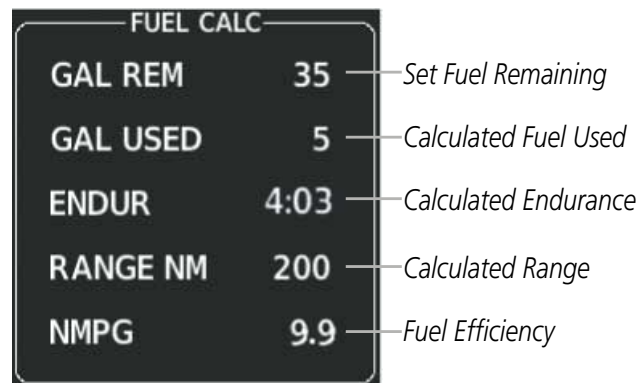 FUEL CALC
GAL REM 35 Set Fuel Remaining
GAL USED 5 Calculated Fuel Used
ENDUR 4:03 Calculated Endurance
RANGE NM 200 Calculated Range
NMPG 9.9 Fuel Efficiency